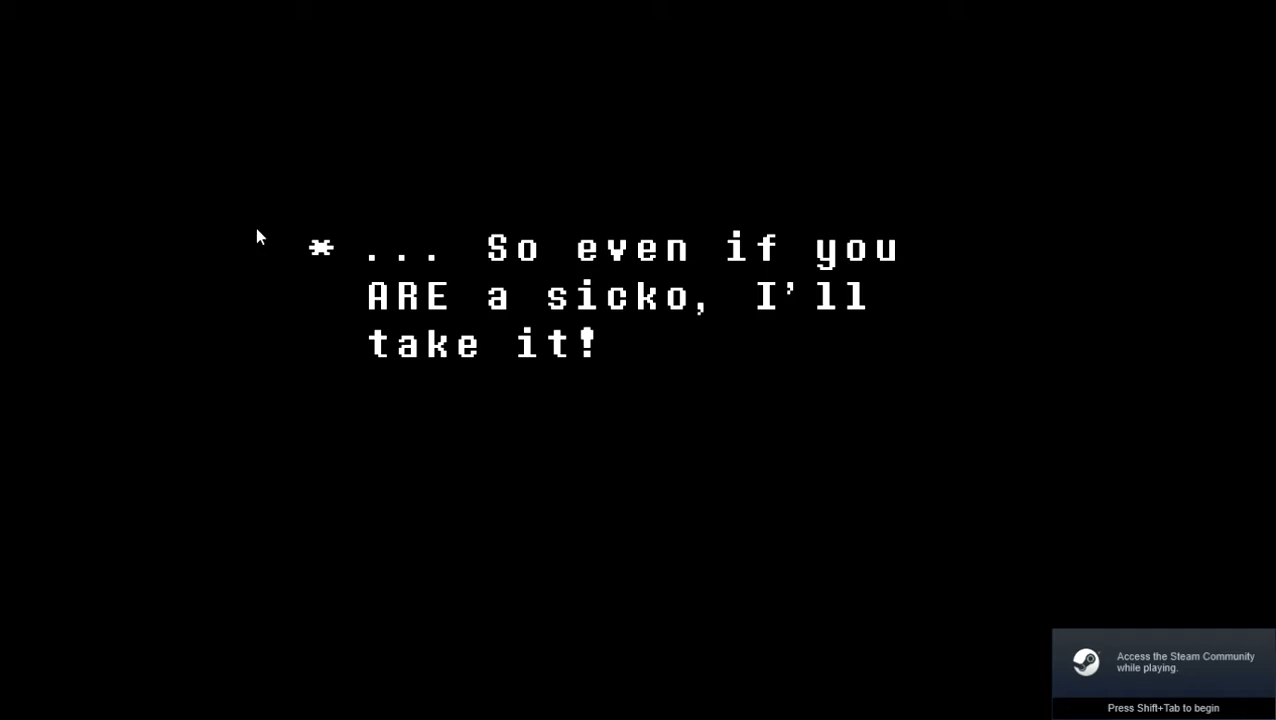 * ... So even if you
ARE a sicko, I'll
take it!
Access the Steam Community
while playing.
Press Shift+Tab to begin